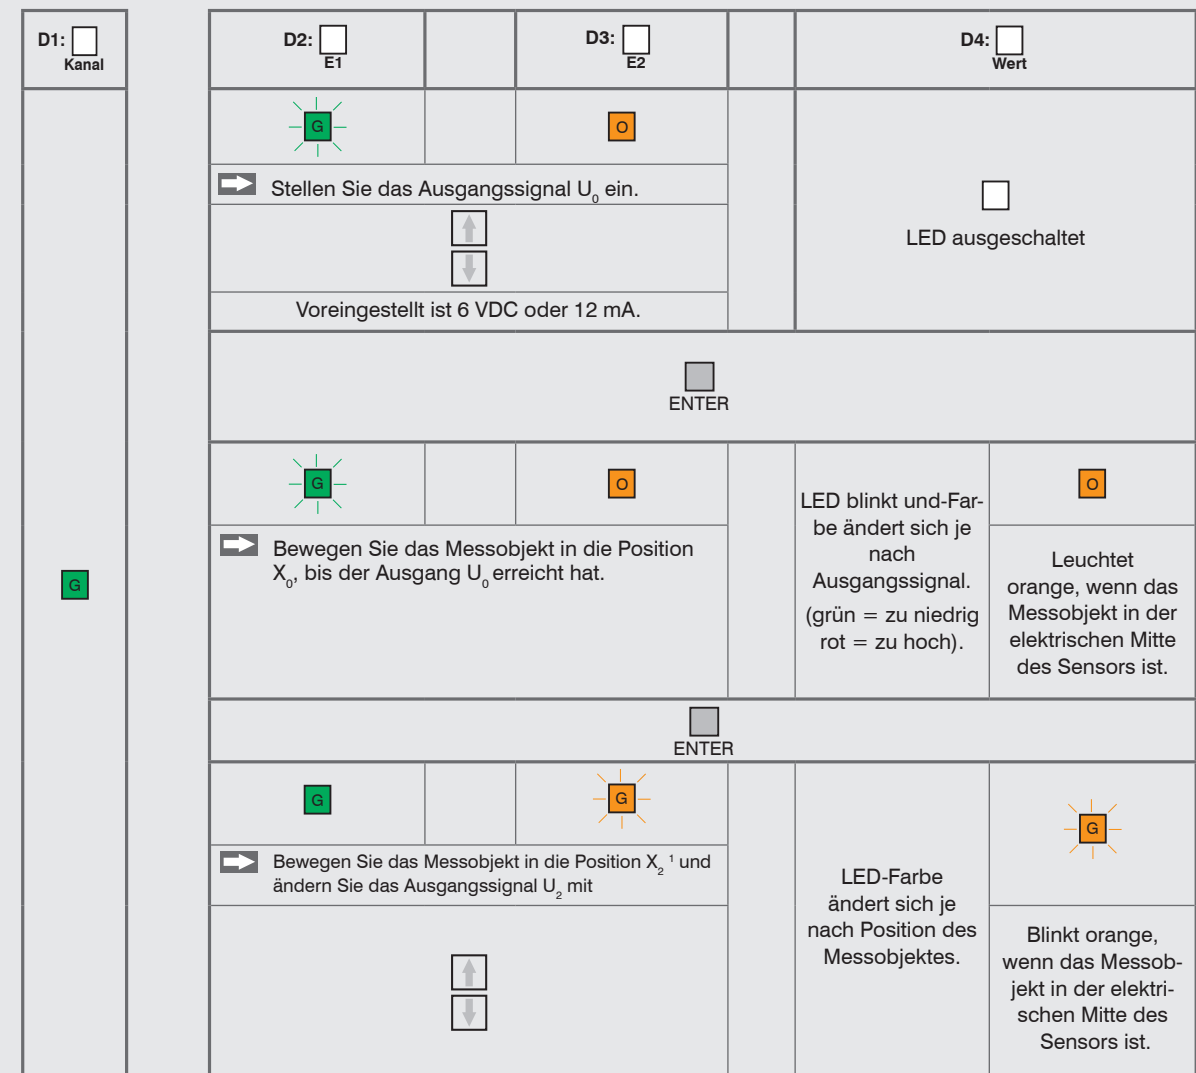 D1:
Kanal
D2:
E1
D3:
E2
D4:
Wert
G
O
Stellen Sie das Ausgangssignal U0 ein.
Voreingestellt ist 6 VDC oder 12 mA.
LED ausgeschaltet
ENTER
G
O
Bewegen Sie das Messobjekt in die Position
X0, bis der Ausgang U0 erreicht hat.
LED blinkt und-Far-
be ändert sich je
nach
Ausgangssignal.
(grün = zu niedrig
rot = zu hoch).
O
Leuchtet
orange, wenn das
Messobjekt in der
elektrischen Mitte
des Sensors ist.
G
ENTER
G
G
Bewegen Sie das Messobjekt in die Position X2 ¹ und
ändern Sie das Ausgangssignal U2 mit
LED-Farbe
ändert sich je
nach Position des
Messobjektes.
G
Blinkt orange,
wenn das Messob-
jekt in der elektri-
schen Mitte des
Sensors ist.